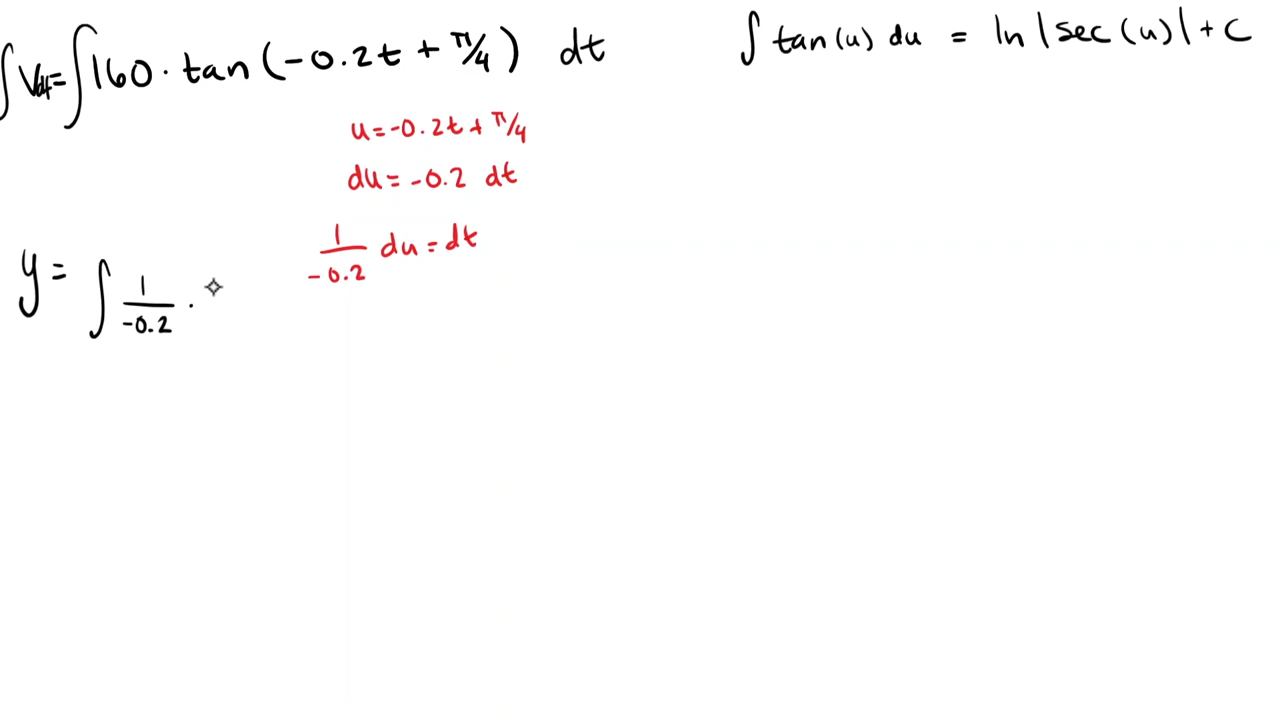 ∫Vdt=∫160·tan(-0.2t+π/4) dt
∫tan(u) du = ln|sec(u)|+C
u=-0.2t+π/4
du=-0.2 dt
1/-0.2 du=dt
y= ∫ 1/-0.2 ·